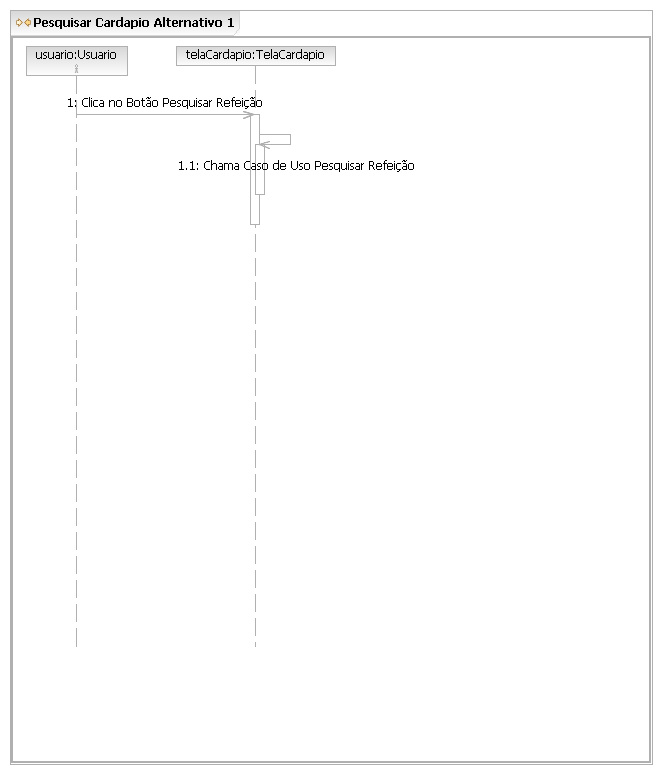 Pesquisar Cardapio Alternativo 1
usuario:Usuario
telaCardapio:TelaCardapio
1: Clica no Botão Pesquisar Refeição
1.1: Chama Caso de Uso Pesquisar Refeição